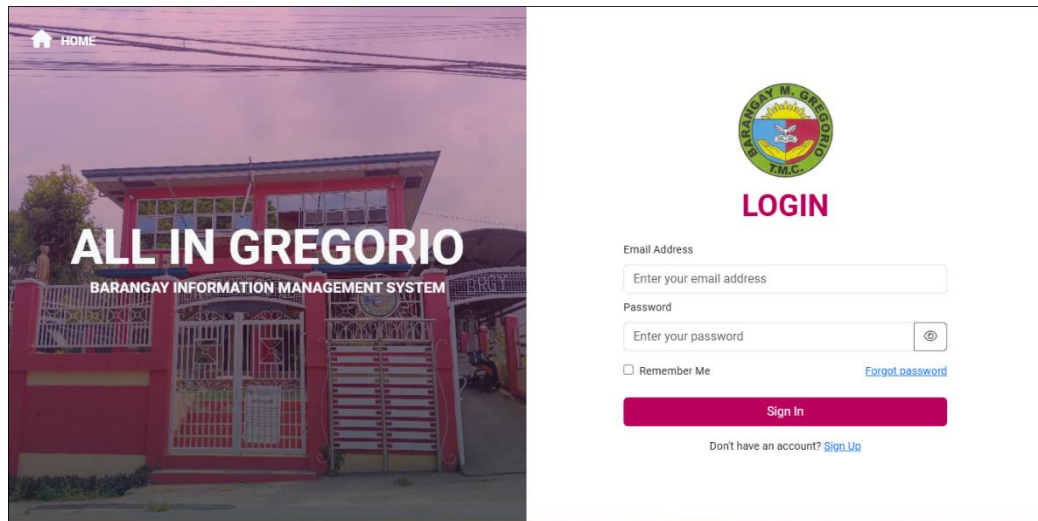 HOME
ALL IN GREGORIO
BARANGAY INFORMATION MANAGEMENT SYSTEM
BRGY
BARANGAY M. GREGORIO
T.M.C.
LOGIN
Email Address
Enter your email address
Password
Enter your password
Remember Me
Forgot password
Sign In
Don't have an account? Sign Up